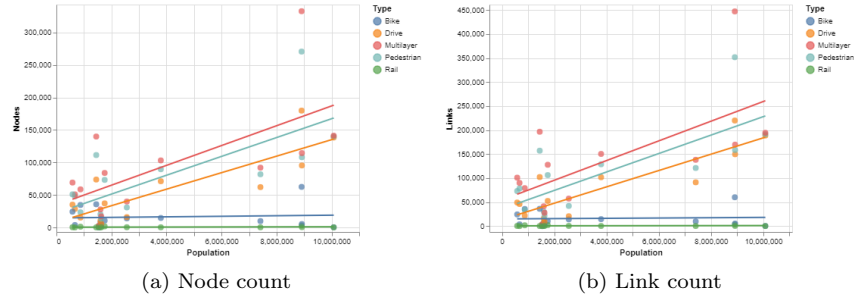 Nodes
300,000
250,000
200,000
150,000
100,000
50,000
0
0
2,000,000
4,000,000
6,000,000
8,000,000
10,000,000
Population
Type
Bike
Drive
Multilayer
Pedestrian
Rail
(a) Node count
Links
450,000
400,000
350,000
300,000
250,000
200,000
150,000
100,000
50,000
0
0
2,000,000
4,000,000
6,000,000
8,000,000
10,000,000
Population
Type
Bike
Drive
Multilayer
Pedestrian
Rail
(b) Link count